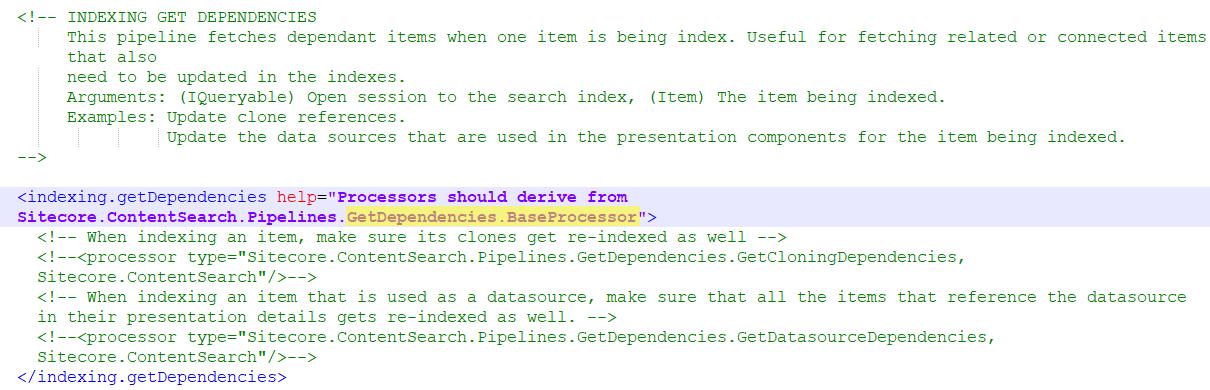 <!-- INDEXING GET DEPENDENCIES
This pipeline fetches dependant items when one item is being index. Useful for fetching related or connected items
that also
need to be updated in the indexes.
Arguments: (IQueryable) Open session to the search index, (Item) The item being indexed.
Examples: Update clone references.
Update the data sources that are used in the presentation components for the item being indexed.
-->
<indexing.getDependencies help="Processors should derive from
Sitecore.ContentSearch.Pipelines.GetDependencies.BaseProcessor">
<!-- When indexing an item, make sure its clones get re-indexed as well -->
<!--<processor type="Sitecore.ContentSearch.Pipelines.GetDependencies.GetCloningDependencies,
Sitecore.ContentSearch"/>-->
<!-- When indexing an item that is used as a datasource, make sure that all the items that reference the datasource
in their presentation details gets re-indexed as well. -->
<!--<processor type="Sitecore.ContentSearch.Pipelines.GetDependencies.GetDatasourceDependencies,
Sitecore.ContentSearch"/>-->
</indexing.getDependencies>